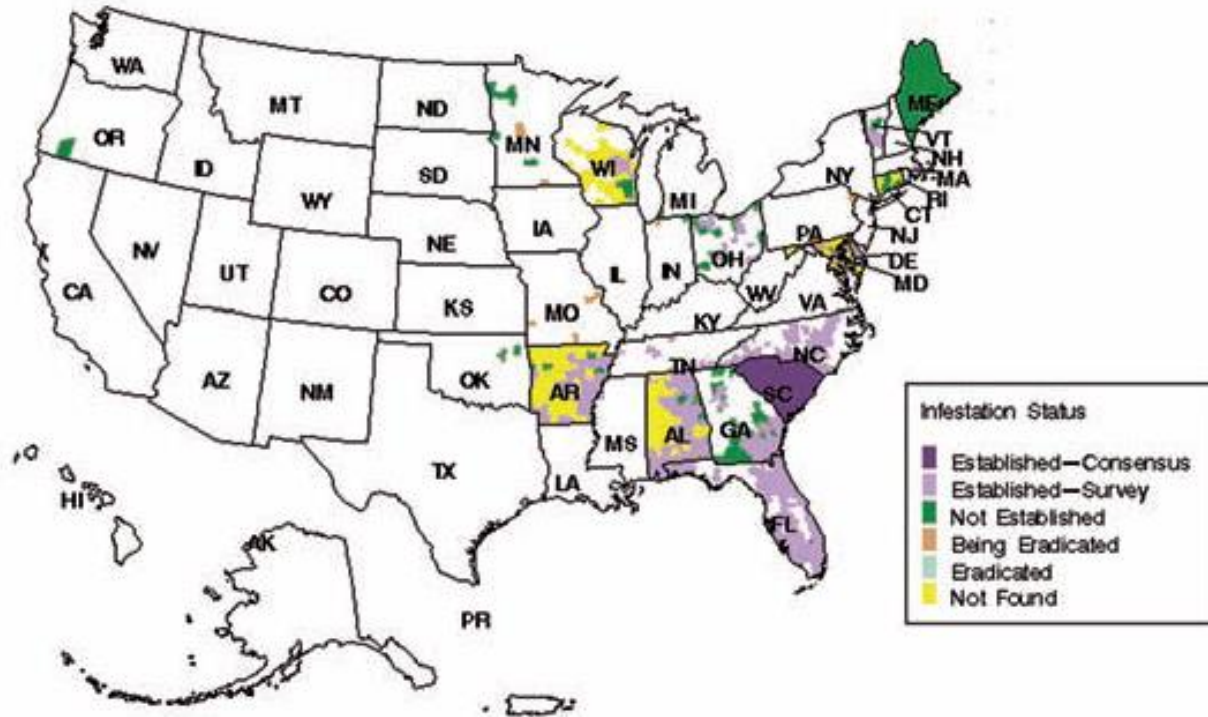 WA
MT
ND
MN
ME
OR
ID
SD
WI
VT
NH
WY
MI
NY
MA
RI
CT
NJ
NV
NE
IA
PA
DE
MD
UT
IL
IN
OH
CA
CO
KS
MO
WV
VA
KY
NC
AZ
NM
OK
TN
AR
SC
MS
AL
GA
TX
LA
FL
HI
AK
PR
Infestation Status
Established—Consensus
Established—Survey
Not Established
Being Eradicated
Eradicated
Not Found